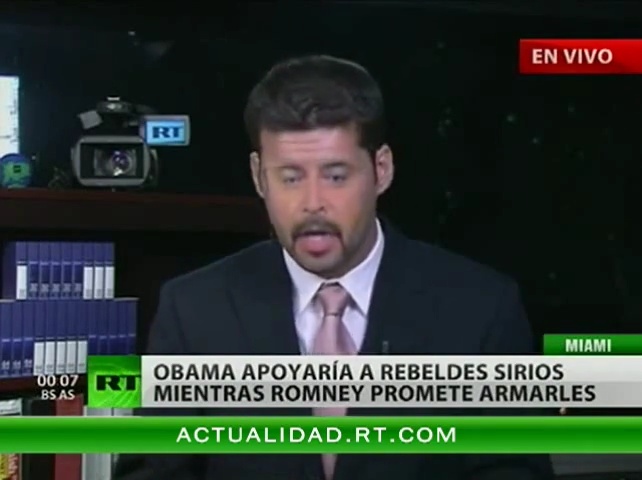 EN VIVO
RT
MIAMI
00:07
BS AS
RT
OBAMA APOYARÍA A REBELDES SIRIOS
MIENTRAS ROMNEY PROMETE ARMARLES
ACTUALIDAD.RT.COM